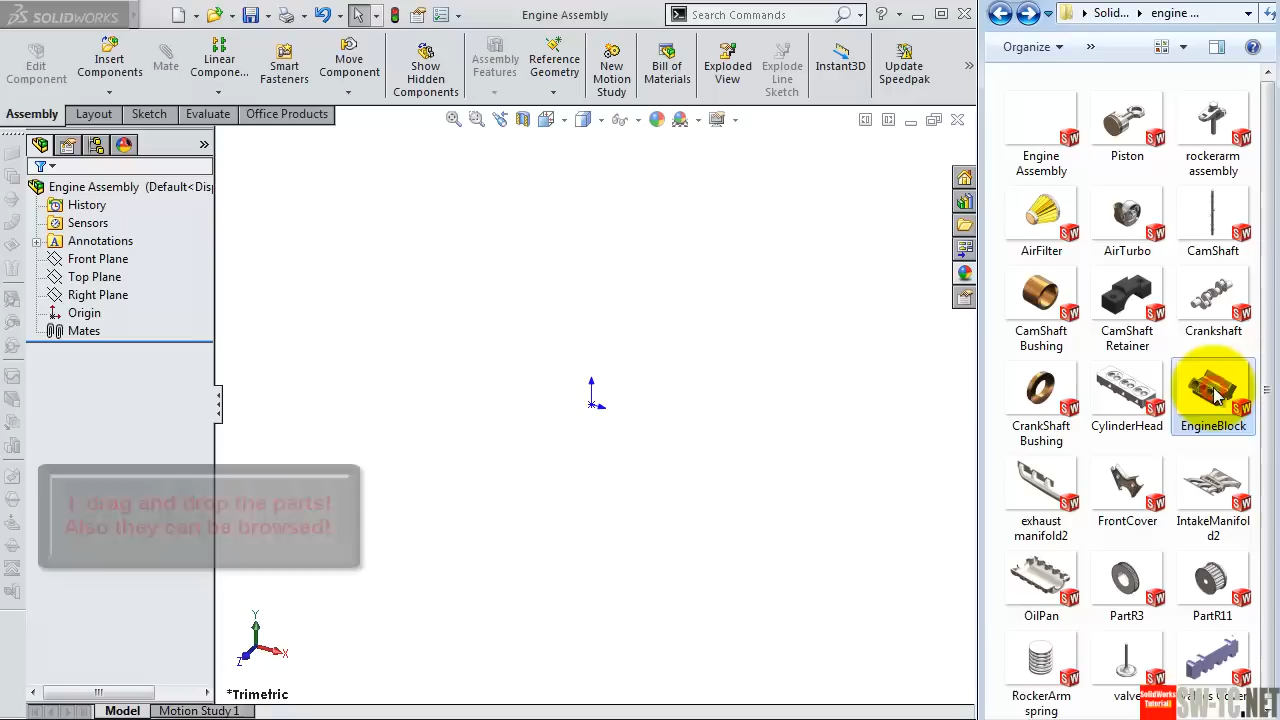 SOLIDWORKS
Engine Assembly
Search Commands
Solid...
engine ...
Edit
Component
Insert
Components
Mate
Linear
Compone...
Smart
Fasteners
Move
Component
Show
Hidden
Components
Assembly
Features
Reference
Geometry
New
Motion
Study
Bill of
Materials
Exploded
View
Explode
Line
Sketch
Instant3D
Update
Speedpak
Organize
Assembly
Layout
Sketch
Evaluate
Office Products
Engine Assembly (Default<Disp
History
Sensors
Annotations
Front Plane
Top Plane
Right Plane
Origin
Mates
I drag and drop the parts!
Also they can be browsed!
Y
X
Z
*Trimetric
Model
Motion Study 1
Engine
Assembly
Piston
rockerarm
assembly
AirFilter
AirTurbo
CamShaft
CamShaft
Bushing
CamShaft
Retainer
Crankshaft
CrankShaft
Bushing
CylinderHead
EngineBlock
exhaust
manifold2
FrontCover
IntakeManifol
d2
OilPan
PartR3
PartR11
RockerArm
spring
SolidWorks
Tutorial
SW-TC.NET